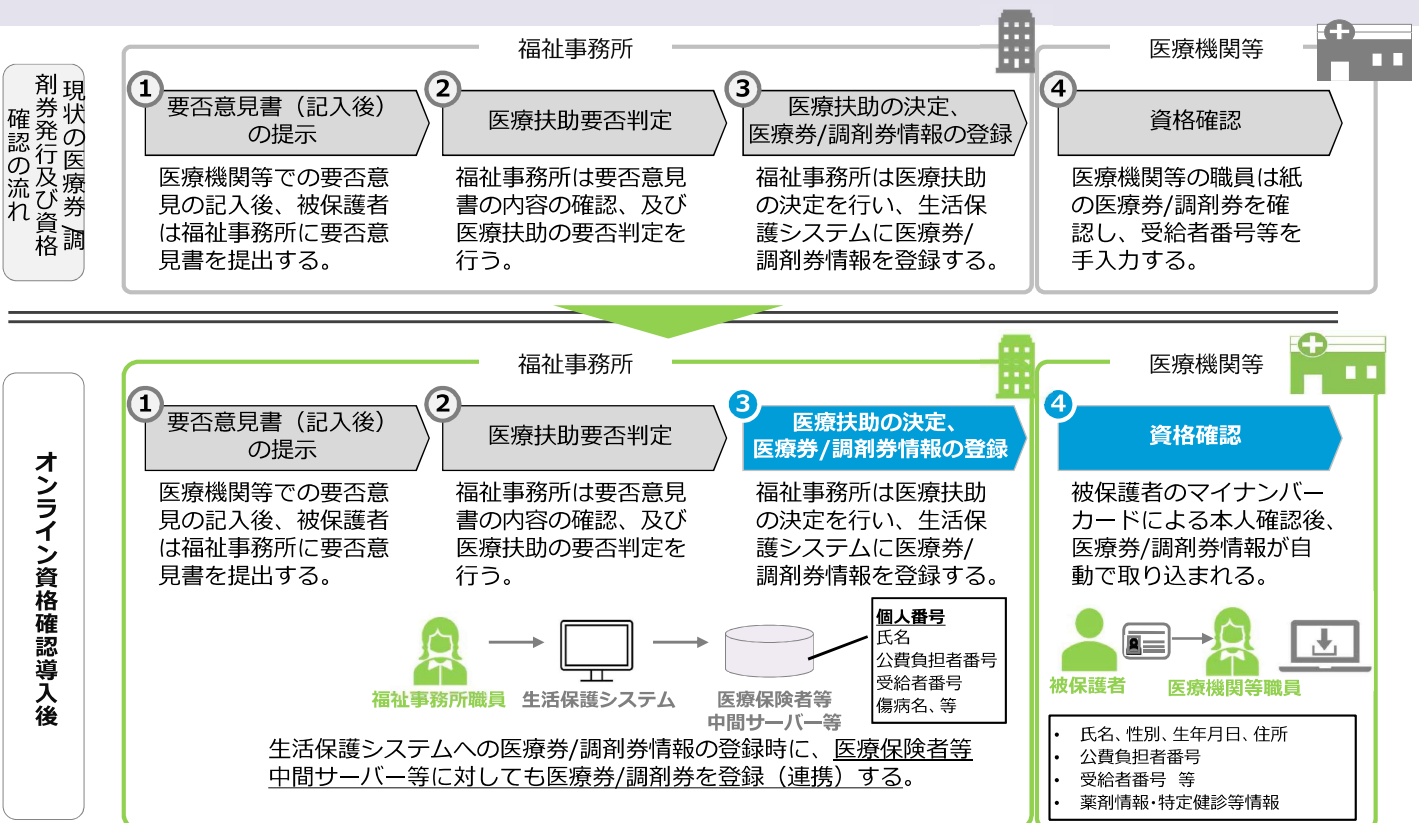 現状の医療券/調
剤券発行及び資格
確認の流れ
福祉事務所
医療機関等
1
要否意見書（記入後）
の提示
医療機関等での要否意
見の記入後、被保護者
は福祉事務所に要否意
見書を提出する。
2
医療扶助要否判定
福祉事務所は要否意見
書の内容の確認、及び
医療扶助の要否判定を
行う。
3
医療扶助の決定、
医療券/調剤券情報の登録
福祉事務所は医療扶助
の決定を行い、生活保
護システムに医療券/
調剤券情報を登録する。
4
資格確認
医療機関等の職員は紙
の医療券/調剤券を確
認し、受給者番号等を
手入力する。
オンライン資格確認導入後
福祉事務所
医療機関等
1
要否意見書（記入後）
の提示
医療機関等での要否意
見の記入後、被保護者
は福祉事務所に要否意
見書を提出する。
2
医療扶助要否判定
福祉事務所は要否意見
書の内容の確認、及び
医療扶助の要否判定を
行う。
3
医療扶助の決定、
医療券/調剤券情報の登録
福祉事務所は医療扶助
の決定を行い、生活保
護システムに医療券/
調剤券情報を登録する。
福祉事務所職員
生活保護システム
医療保険者等
中間サーバー等
個人番号
氏名
公費負担者番号
受給者番号
傷病名、等
生活保護システムへの医療券/調剤券情報の登録時に、医療保険者等
中間サーバー等に対しても医療券/調剤券を登録（連携）する。
4
資格確認
被保護者のマイナンバー
カードによる本人確認後、
医療券/調剤券情報が自
動で取り込まれる。
被保護者
医療機関等職員
• 氏名、性別、生年月日、住所
• 公費負担者番号
• 受給者番号 等
• 薬剤情報・特定健診等情報